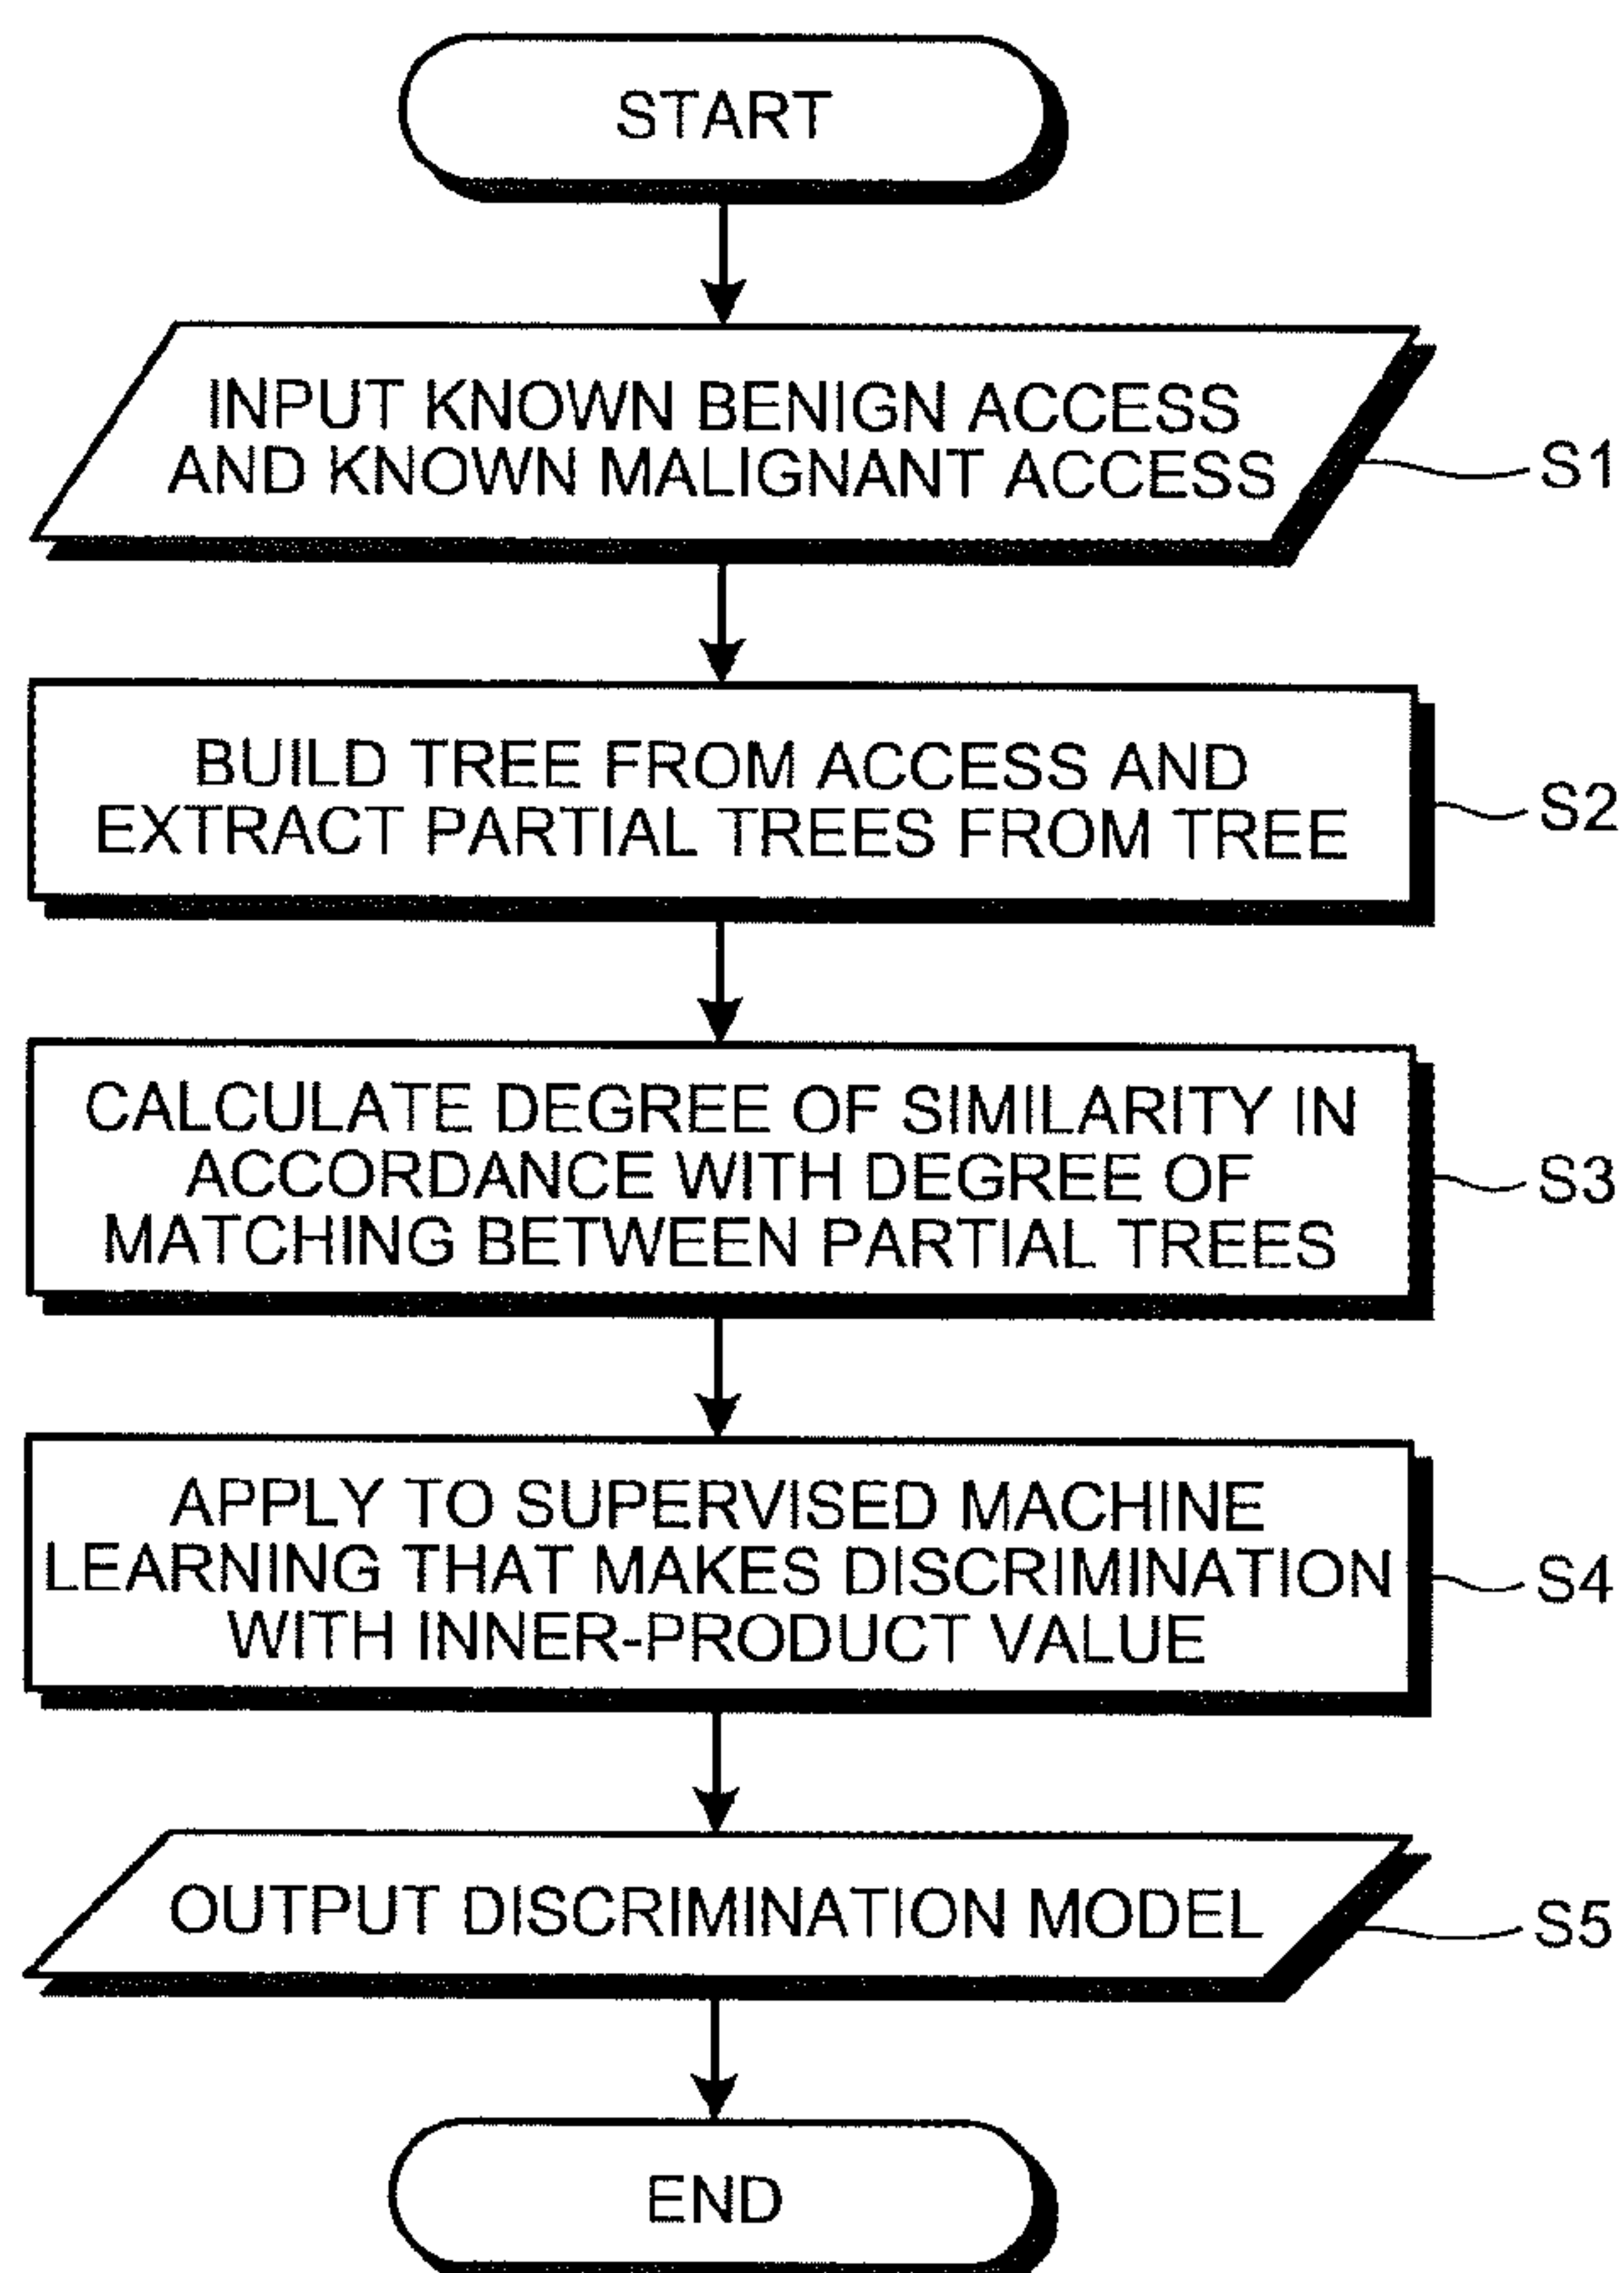 START
INPUT KNOWN BENIGN ACCESS
AND KNOWN MALIGNANT ACCESS
S1
BUILD TREE FROM ACCESS AND
EXTRACT PARTIAL TREES FROM TREE
S2
CALCULATE DEGREE OF SIMILARITY IN
ACCORDANCE WITH DEGREE OF
MATCHING BETWEEN PARTIAL TREES
S3
APPLY TO SUPERVISED MACHINE
LEARNING THAT MAKES DISCRIMINATION
WITH INNER-PRODUCT VALUE
S4
OUTPUT DISCRIMINATION MODEL
S5
END